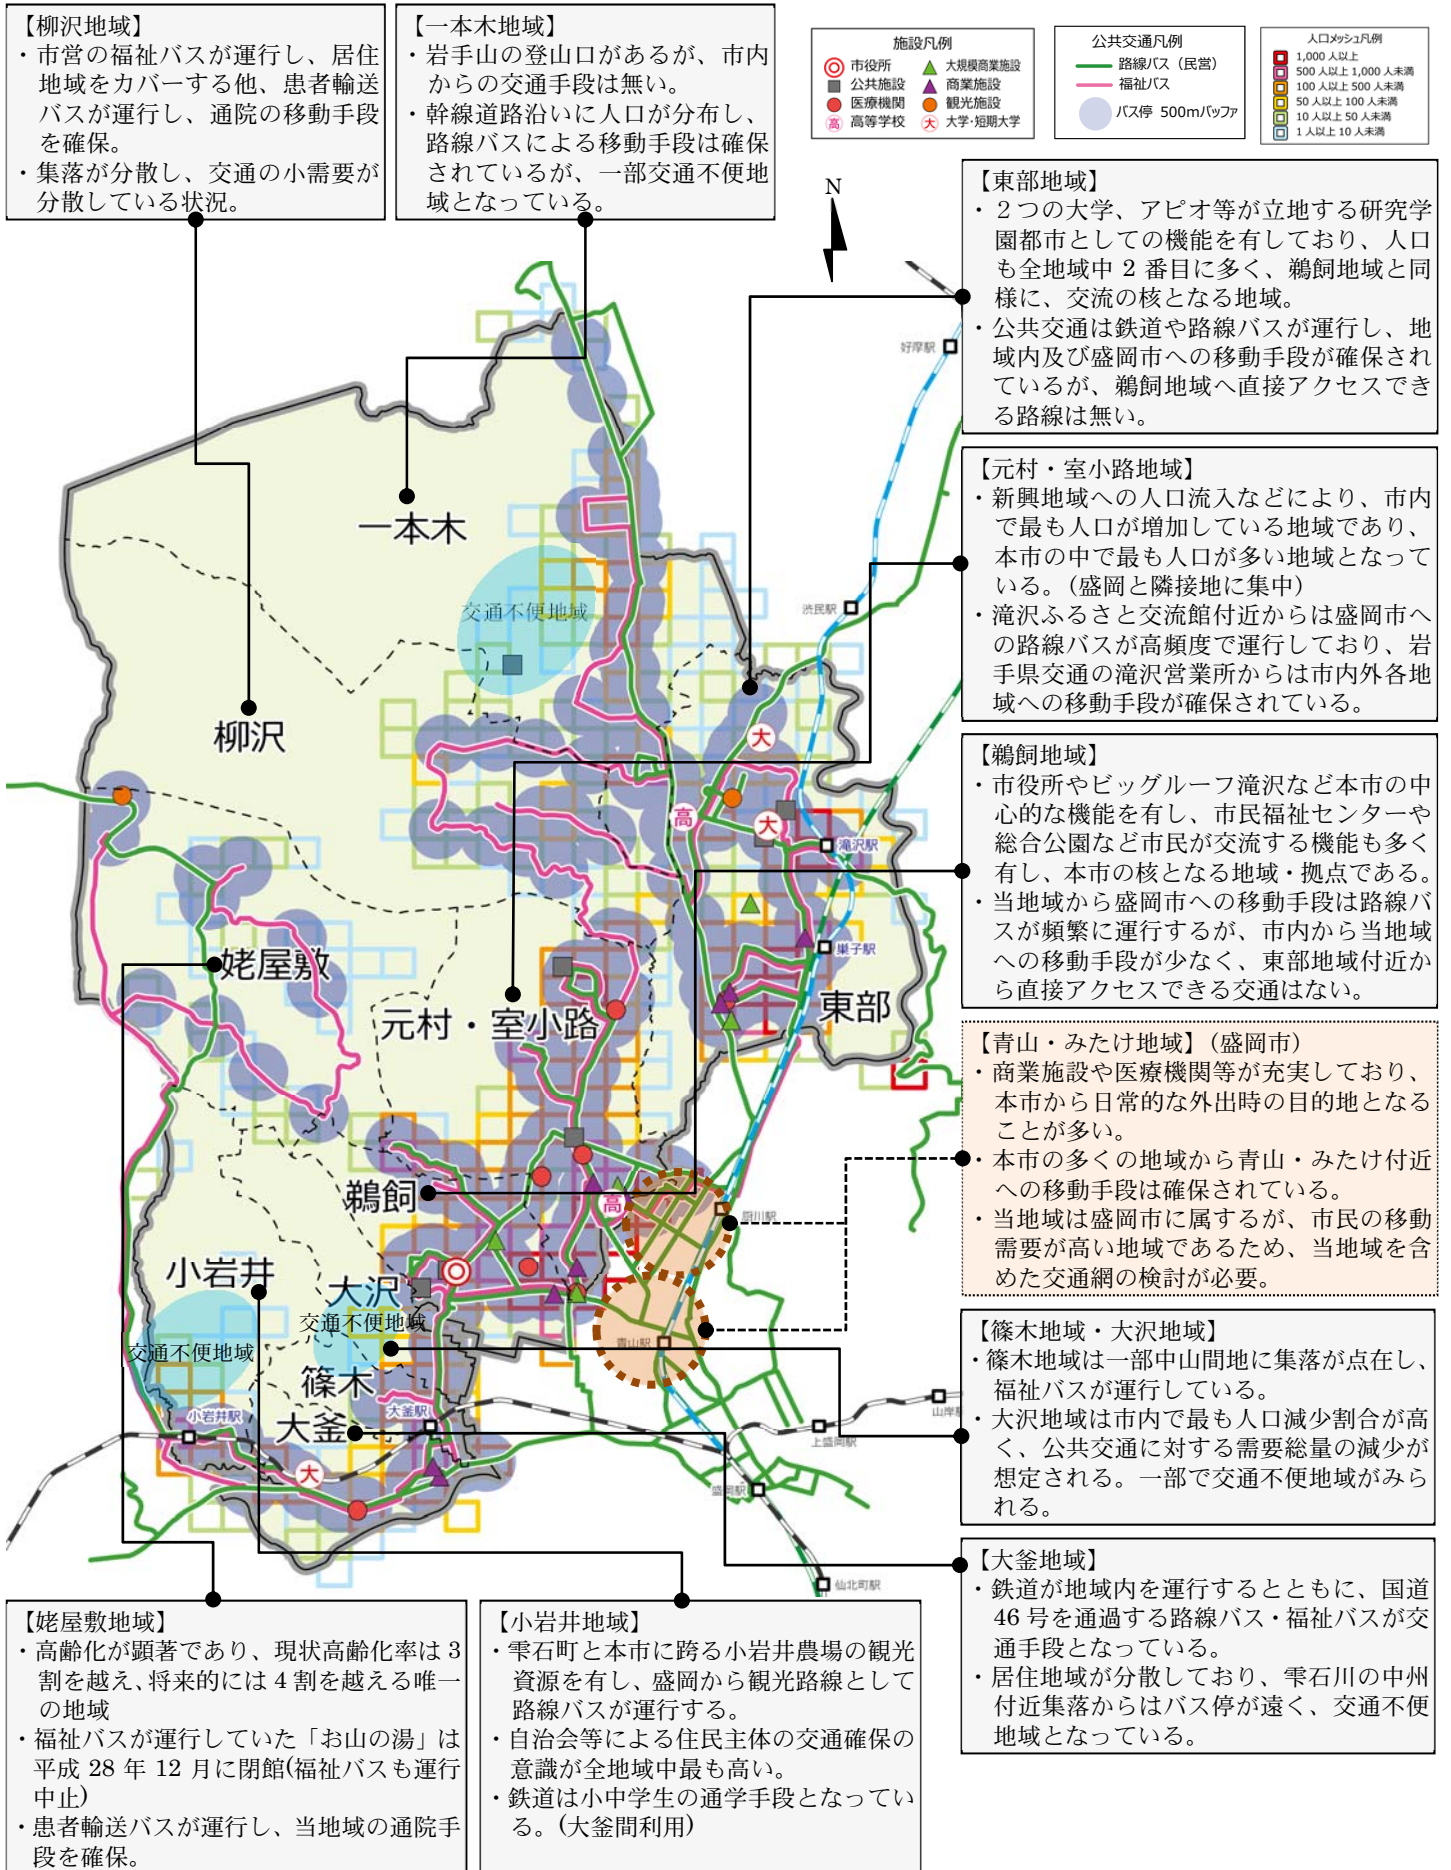 【柳沢地域】
・市営の福祉バスが運行し、居住
地域をカバーする他、患者輸送
バスが運行し、通院の移動手段
を確保。
・集落が分散し、交通の小需要が
分散している状況。
【一本木地域】
・岩手山の登山口があるが、市内
からの交通手段は無い。
・幹線道路沿いに人口が分布し、
路線バスによる移動手段は確保
されているが、一部交通不便地
域となっている。
施設凡例
市役所
大規模商業施設
公共施設
商業施設
医療機関
観光施設
高 高等学校
大 大学・短期大学
公共交通凡例
路線バス（民営）
福祉バス
バス停 500mバッファ
人口メッシュ凡例
1,000 人以上
500 人以上 1,000 人未満
100 人以上 500 人未満
50 人以上 100 人未満
10 人以上 50 人未満
1 人以上 10 人未満
N
【東部地域】
・２つの大学、アピオ等が立地する研究学
園都市としての機能を有しており、人口
も全地域中 2 番目に多く、鵜飼地域と同
様に、交流の核となる地域。
・公共交通は鉄道や路線バスが運行し、地
域内及び盛岡市への移動手段が確保され
ているが、鵜飼地域へ直接アクセスでき
る路線は無い。
【元村・室小路地域】
・新興地域への人口流入などにより、市内
で最も人口が増加している地域であり、
本市の中で最も人口が多い地域となって
いる。(盛岡と隣接地に集中)
・滝沢ふるさと交流館付近からは盛岡市へ
の路線バスが高頻度で運行しており、岩
手県交通の滝沢営業所からは市内外各地
域への移動手段が確保されている。
【鵜飼地域】
・市役所やビッグルーフ滝沢など本市の中
心的な機能を有し、市民福祉センターや
総合公園など市民が交流する機能も多く
有し、本市の核となる地域・拠点である。
・当地域から盛岡市への移動手段は路線バ
スが頻繁に運行するが、市内から当地域
への移動手段が少なく、東部地域付近か
ら直接アクセスできる交通はない。
【青山・みたけ地域】(盛岡市)
・商業施設や医療機関等が充実しており、
本市から日常的な外出時の目的地となる
ことが多い。
・本市の多くの地域から青山・みたけ付近
への移動手段は確保されている。
・当地域は盛岡市に属するが、市民の移動
需要が高い地域であるため、当地域を含
めた交通網の検討が必要。
【篠木地域・大沢地域】
・篠木地域は一部中山間地に集落が点在し、
福祉バスが運行している。
・大沢地域は市内で最も人口減少割合が高
く、公共交通に対する需要総量の減少が
想定される。一部で交通不便地域がみら
れる。
【大釜地域】
・鉄道が地域内を運行するとともに、国道
46 号を通過する路線バス・福祉バスが交
通手段となっている。
・居住地域が分散しており、雫石川の中州
付近集落からはバス停が遠く、交通不便
地域となっている。
好摩駅
渋民駅
一本木
交通不便地域
柳沢
大
高
大
滝沢駅
巣子駅
姥屋敷
元村・室小路
東部
鵜飼
高
厨川駅
小岩井
大沢
交通不便地域
交通不便地域
青山駅
篠木
小岩井駅
大釜
大釜駅
大
山岸駅
上盛岡駅
盛岡駅
仙北町駅
【姥屋敷地域】
・高齢化が顕著であり、現状高齢化率は 3
割を越え、将来的には 4 割を越える唯一
の地域
・福祉バスが運行していた「お山の湯」は
平成 28 年 12 月に閉館(福祉バスも運行
中止)
・患者輸送バスが運行し、当地域の通院手
段を確保。
【小岩井地域】
・雫石町と本市に跨る小岩井農場の観光
資源を有し、盛岡から観光路線として
路線バスが運行する。
・自治会等による住民主体の交通確保の
意識が全地域中最も高い。
・鉄道は小中学生の通学手段となってい
る。(大釜間利用)